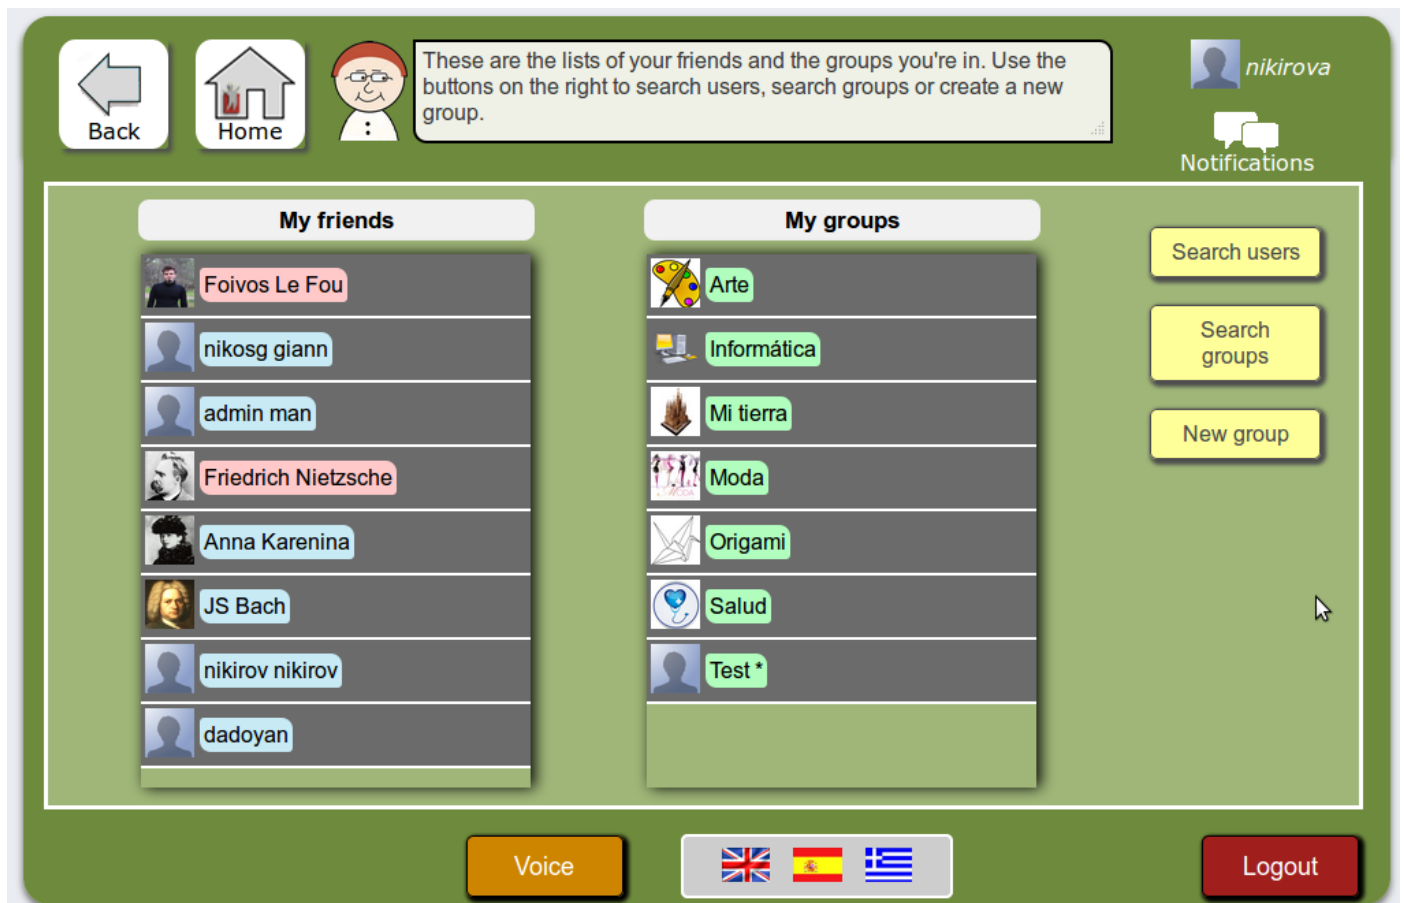 Back
Home
These are the lists of your friends and the groups you're in. Use the
buttons on the right to search users, search groups or create a new
group.
nikirova
Notifications
My friends
Foivos Le Fou
nikosg giann
admin man
Friedrich Nietzsche
Anna Karenina
JS Bach
nikirov nikirov
dadoyan
My groups
Arte
Informática
Mi tierra
Moda
MODA
Origami
Salud
Test *
Search users
Search
groups
New group
Voice
Logout